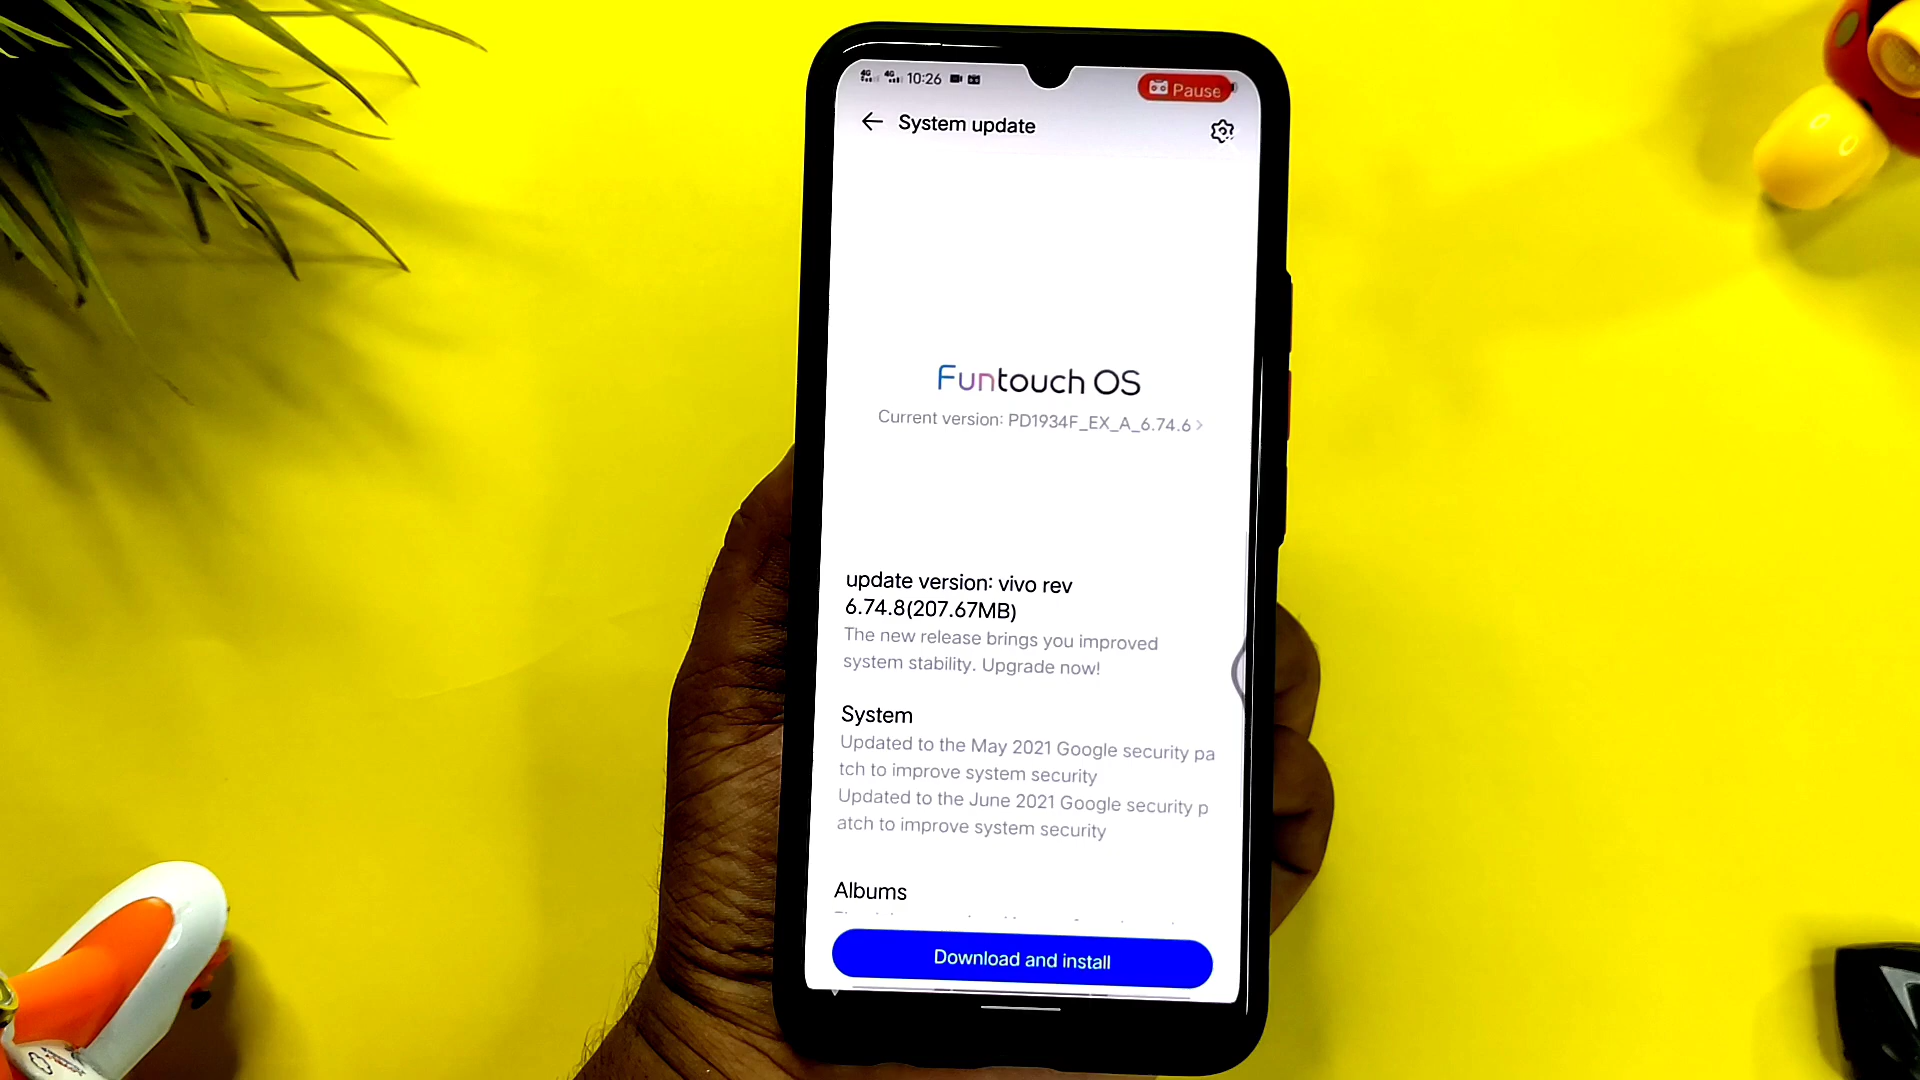 4G 4G 10:26
Pause
System update
Funtouch OS
Current version: PD1934F_EX_A_6.74.6 >
update version: vivo rev
6.74.8(207.67MB)
The new release brings you improved
system stability. Upgrade now!
System
Updated to the May 2021 Google security pa
tch to improve system security
Updated to the June 2021 Google security p
atch to improve system security
Albums
Download and install